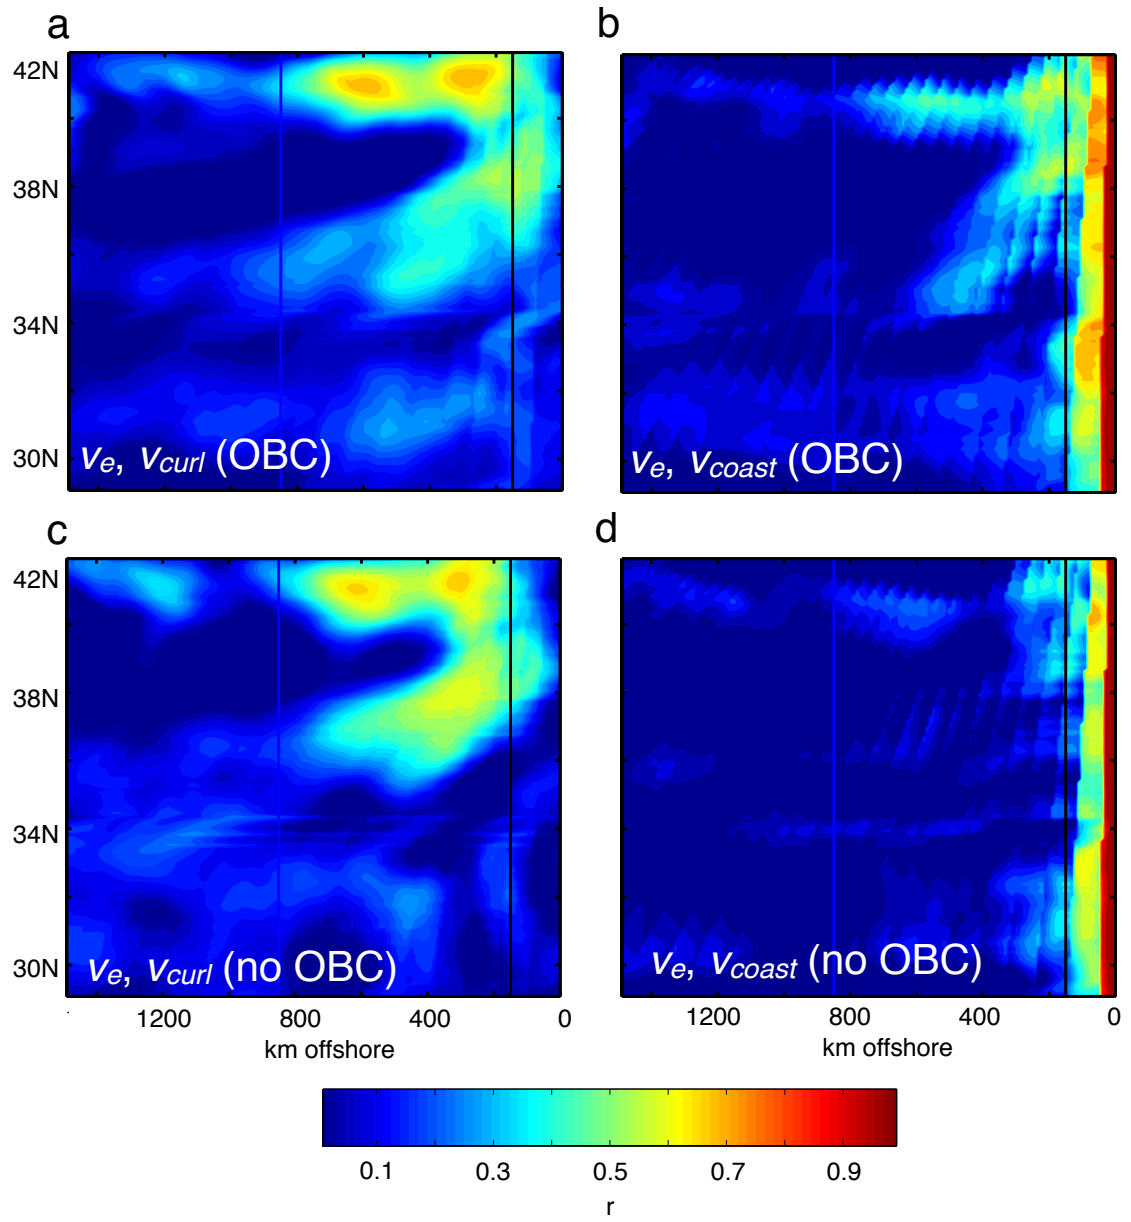 a
b
42N
38N
34N
30N
ve, vcurl (OBC)
ve, vcoast (OBC)
c
d
42N
38N
34N
30N
ve, vcurl (no OBC)
ve, vcoast (no OBC)
1200 800 400 0
1200 800 400 0
km offshore
km offshore
0.1 0.3 0.5 0.7 0.9
r